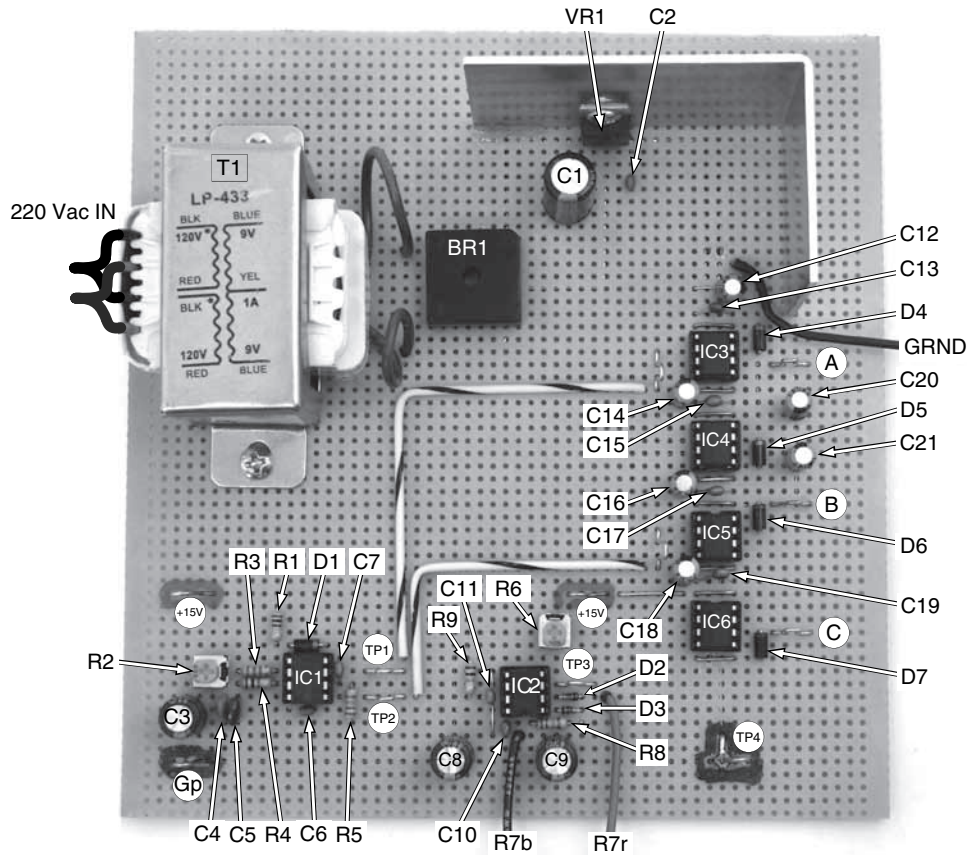 VR1 C2
T1
LP-433
BLK BLUE
120V 9V
RED YEL
BLK 1A
120V 9V
RED BLUE
220 Vac IN
C1
BR1
C12
C13
D4
GRND
IC3
A
C20
C14
D5
C15
IC4
C21
C16
B
C17
IC5
D6
C19
C18
IC6
C
D7
R3 R1 D1 C7
C11 R6
+15V
+15V
R9
R2
TP1
TP3
IC1
IC2
D2
C3
TP2
D3
R8
TP4
Gp
C8
C9
C4 C5 R4 C6 R5 C10 R7b R7r